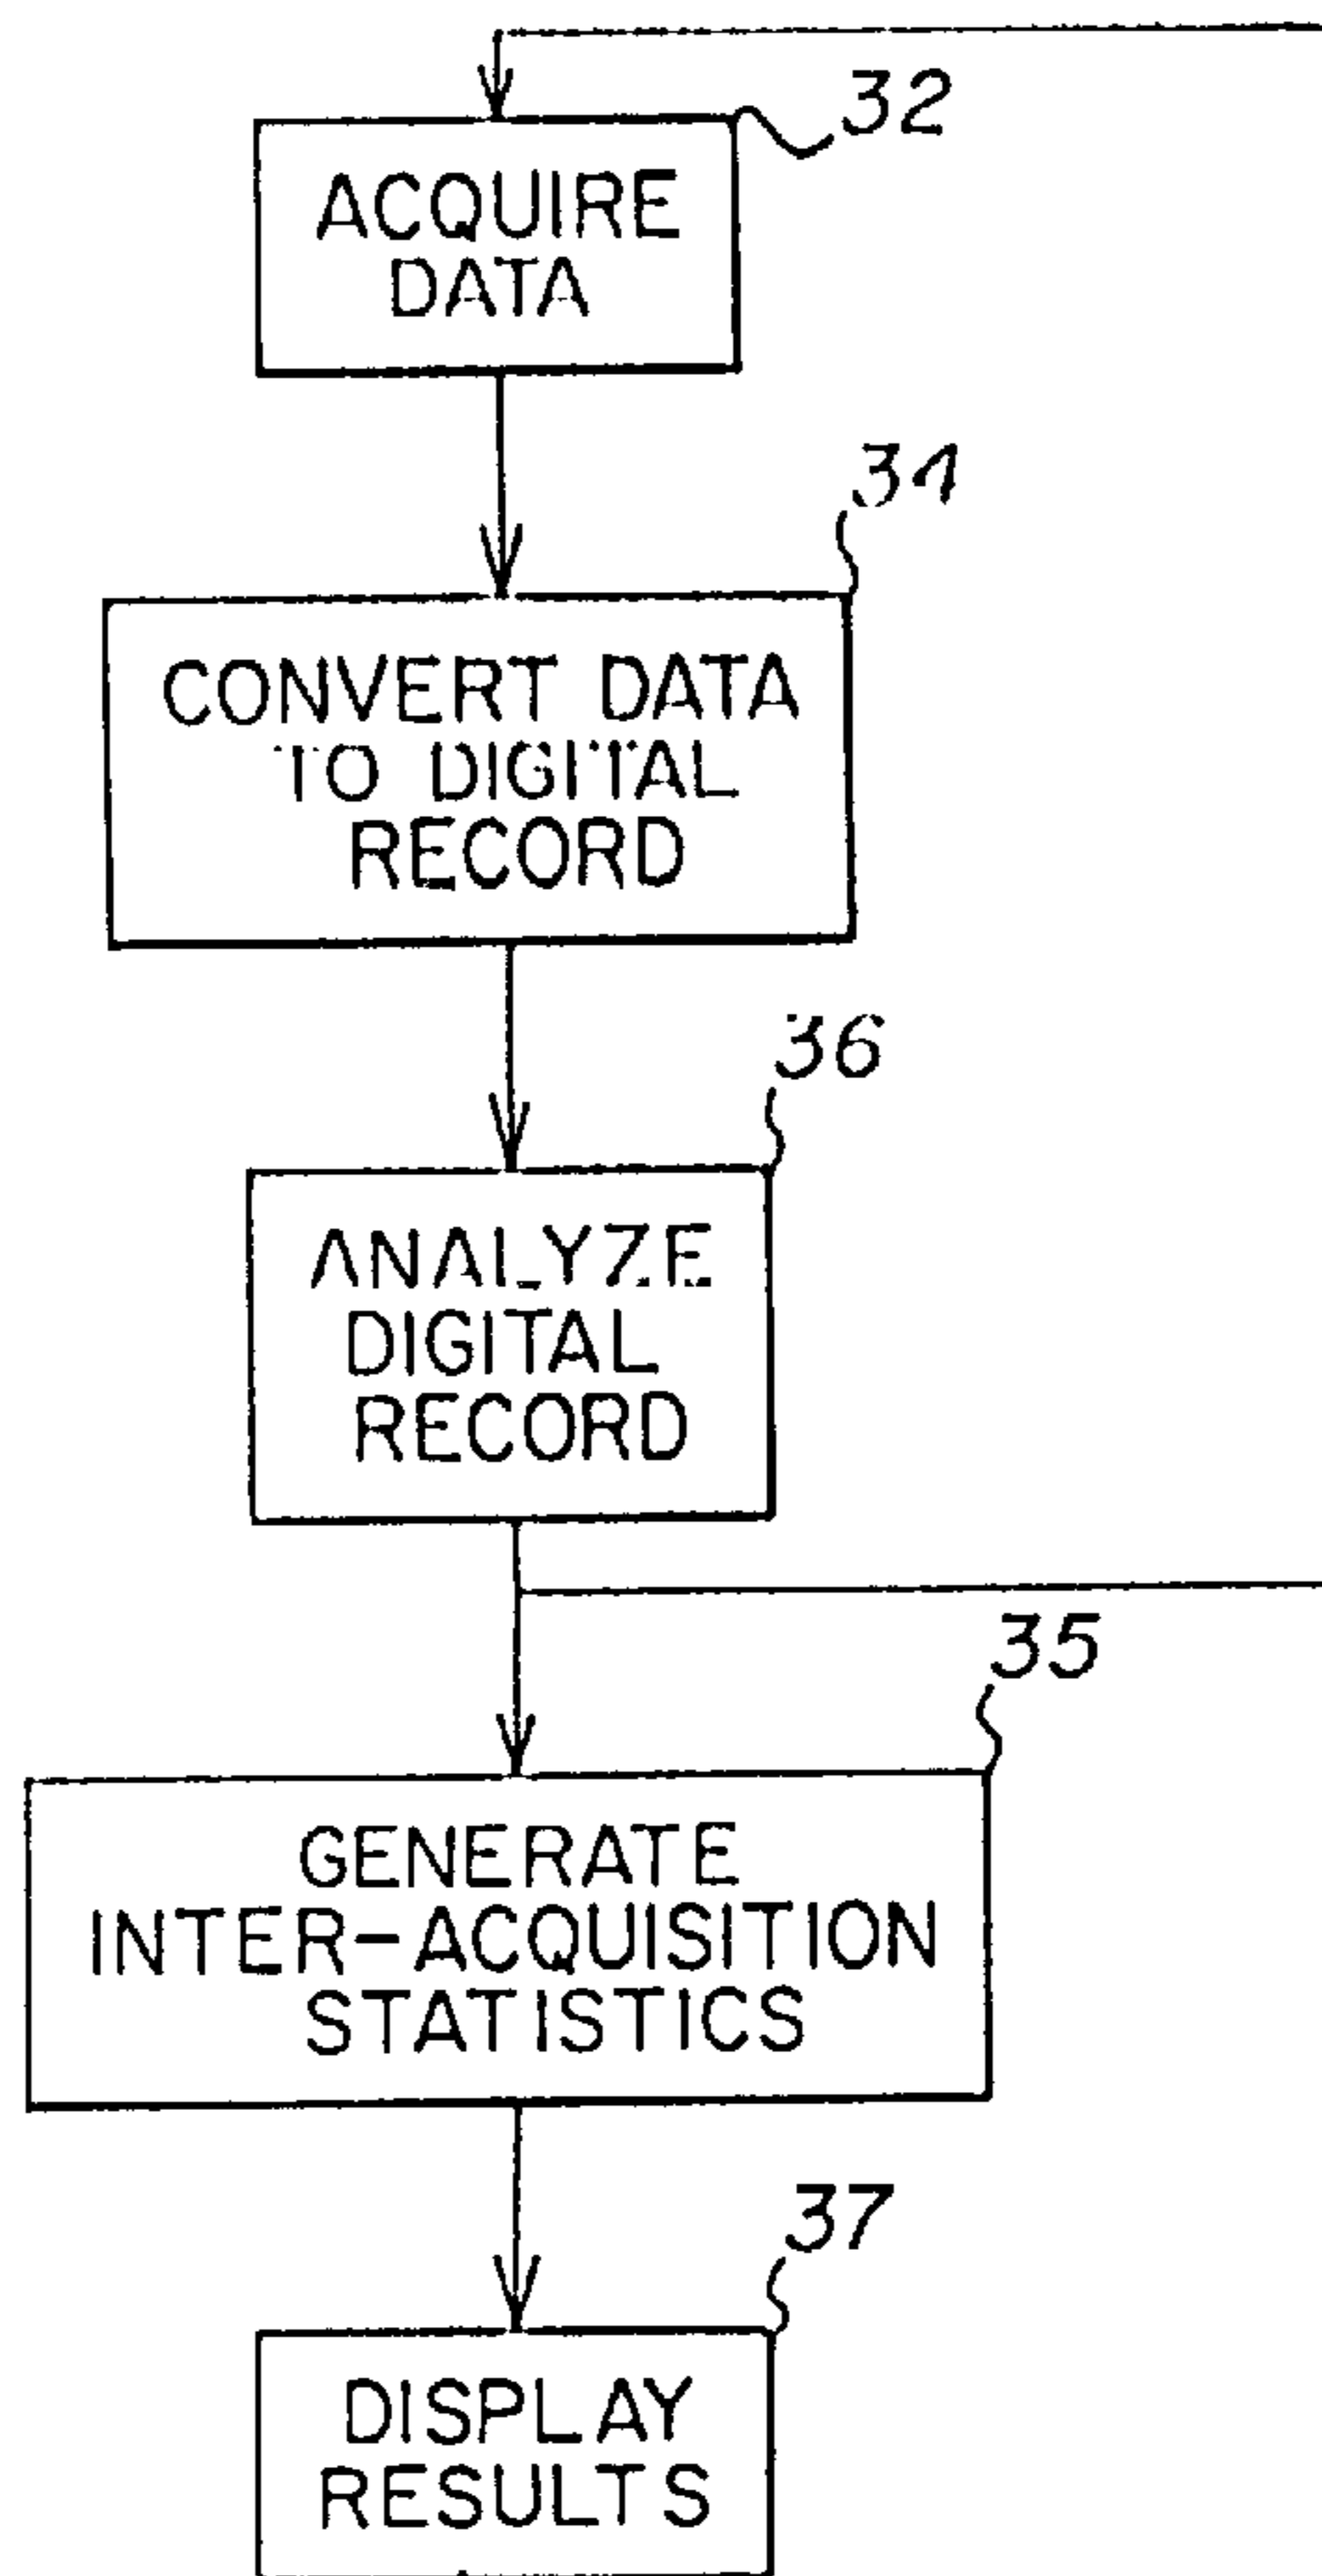 32
ACQUIRE
DATA
34
CONVERT DATA
TO DIGITAL
RECORD
36
ANALYZE
DIGITAL
RECORD
35
GENERATE
INTER-ACQUISITION
STATISTICS
37
DISPLAY
RESULTS